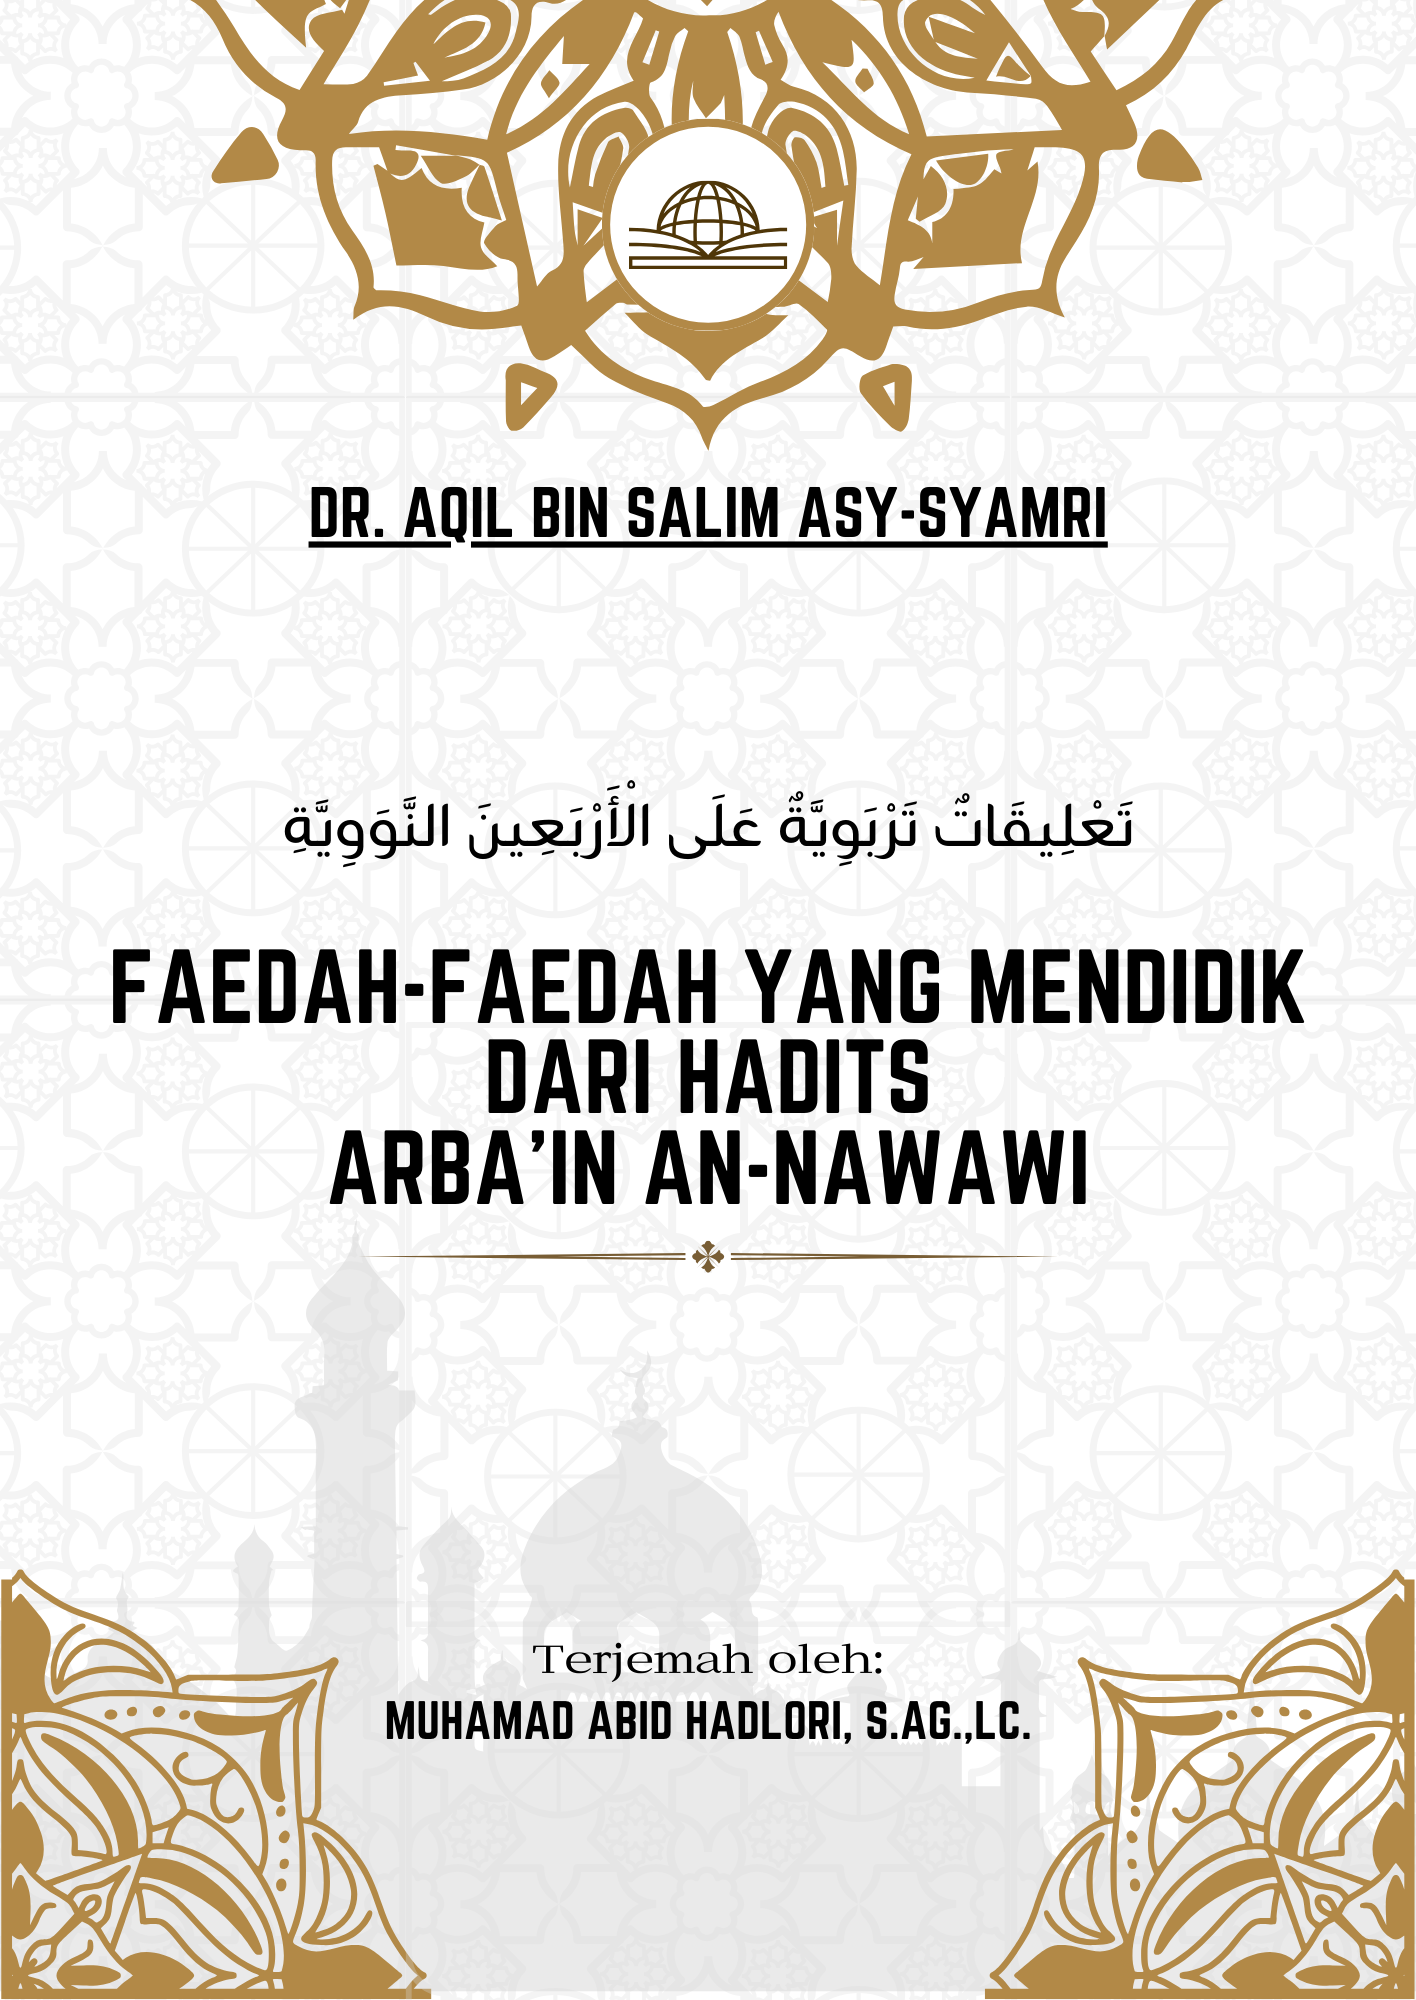 DR. AQIL BIN SALIM ASY-SYAMRI
تَعْلِيقَاتٌ تَرْبَوِيَّةٌ عَلَى الْأَرْبَعِينَ النَّوَوِيَّةِ
FAEDAH-FAEDAH YANG MENDIDIK
DARI HADITS
ARBA’IN AN-NAWAWI
Terjemah oleh:
MUHAMAD ABID HADLORI, S.AG.,LC.